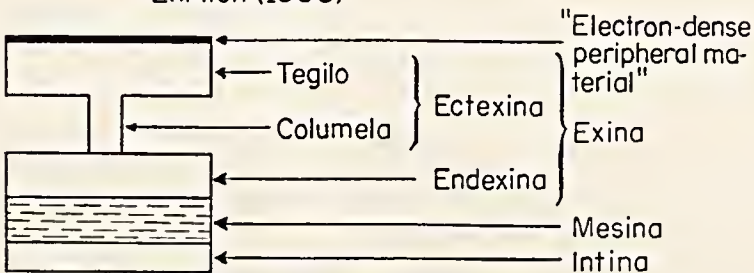 "Electron-dense
peripheral ma-
terial"
Tegilo
Ectexina
Columela
Exina
Endexina
Mesina
Intina